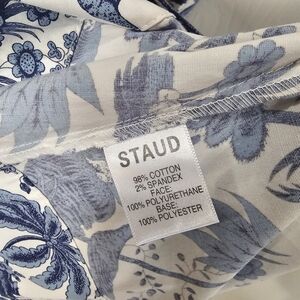 STAUD
98% COTTON
2% SPANDEX
FACE:
100% POLYURETHANE
BASE:
100% POLYESTER